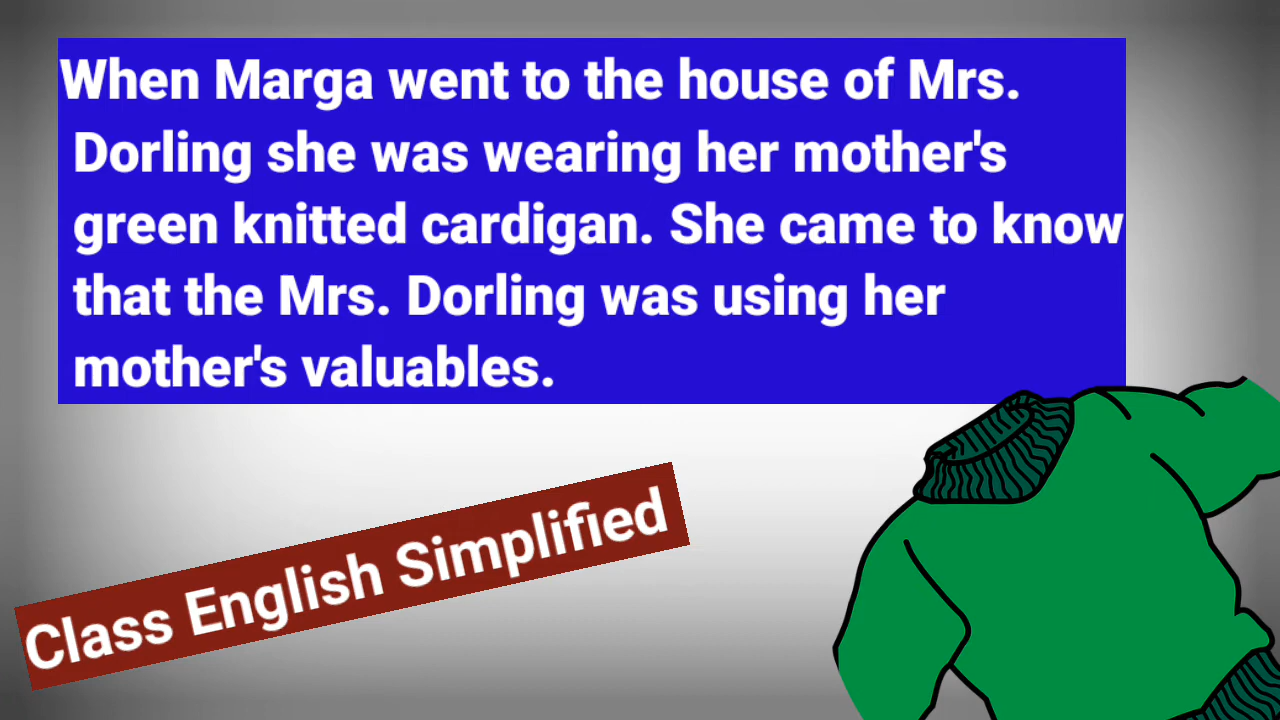 When Marga went to the house of Mrs.
Dorling she was wearing her mother's
green knitted cardigan. She came to know
that the Mrs. Dorling was using her
mother's valuables.
Class English Simplified